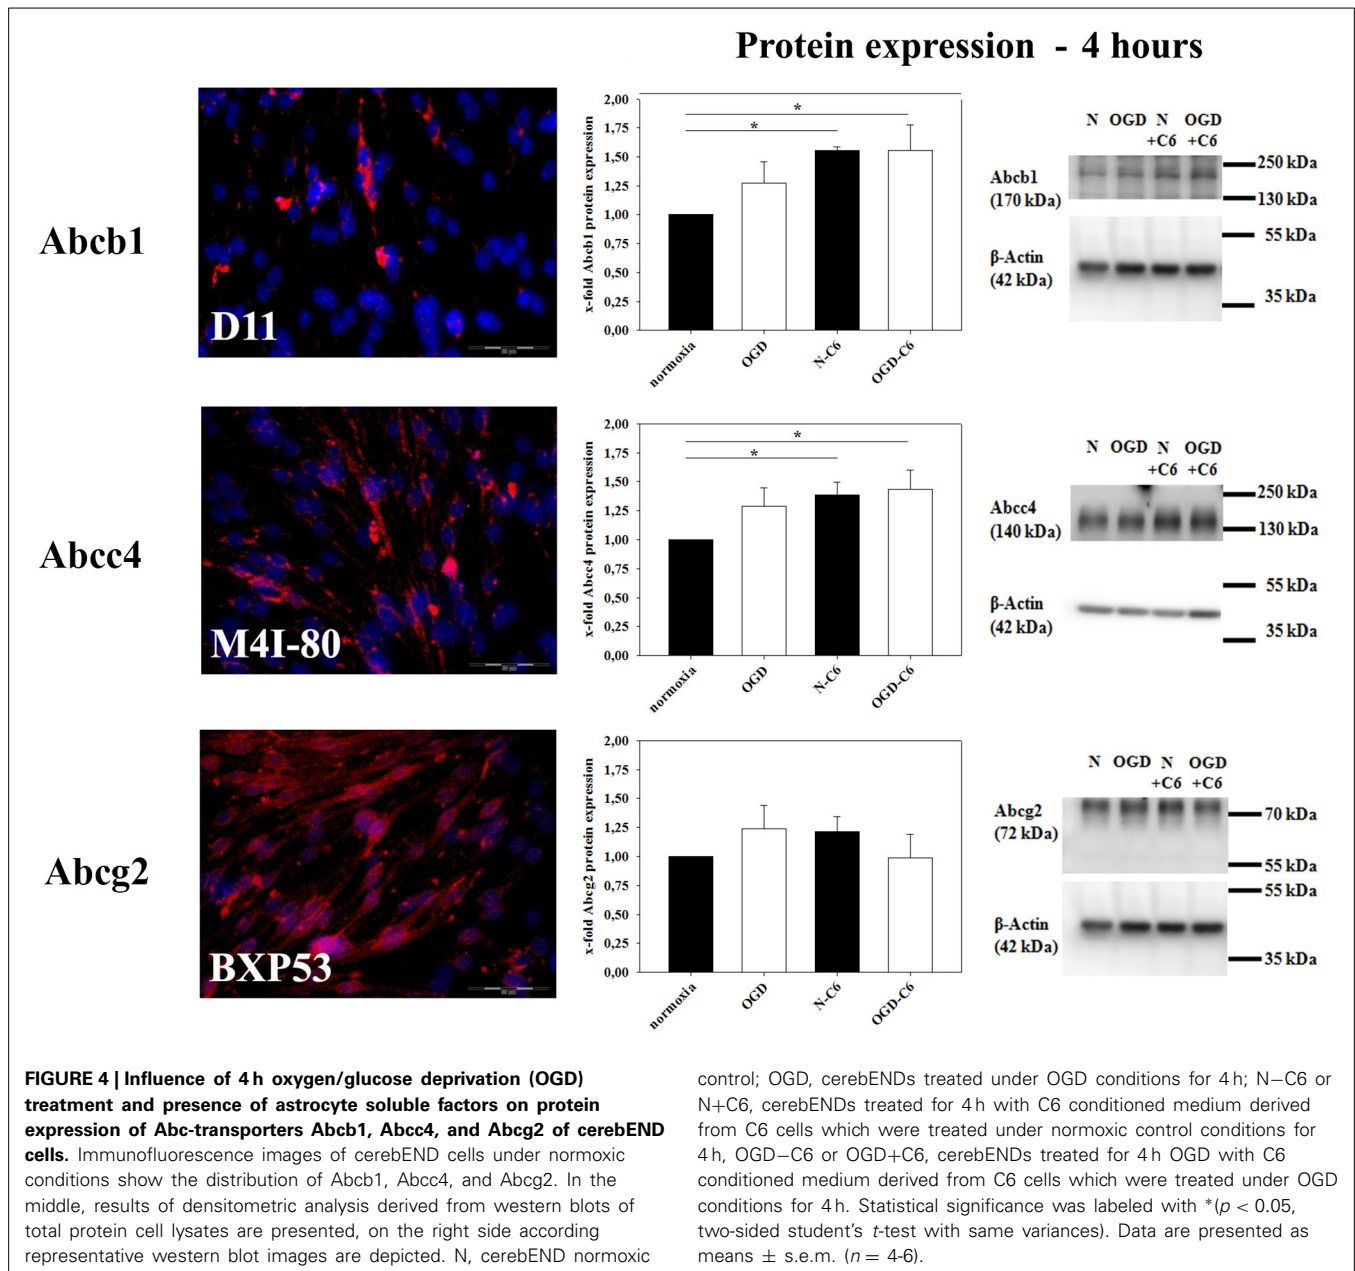 Protein expression - 4 hours
Abcb1
D11
x-fold Abcb1 protein expression
2,00
1,75
1,50
1,25
1,00
0,75
0,50
0,25
0,00
*
*
normoxia
OGD
N-C6
OGD-C6
N OGD N OGD
+C6 +C6
Abcb1
(170 kDa)
250 kDa
130 kDa
β-Actin
(42 kDa)
55 kDa
35 kDa
Abcc4
M4I-80
x-fold Abcc4 protein expression
2,00
1,75
1,50
1,25
1,00
0,75
0,50
0,25
0,00
*
*
normoxia
OGD
N-C6
OGD-C6
N OGD N OGD
+C6 +C6
Abcc4
(140 kDa)
250 kDa
130 kDa
β-Actin
(42 kDa)
55 kDa
35 kDa
Abcg2
BXP53
x-fold Abcg2 protein expression
2,00
1,75
1,50
1,25
1,00
0,75
0,50
0,25
0,00
normoxia
OGD
N-C6
OGD-C6
N OGD N OGD
+C6 +C6
Abcg2
(72 kDa)
70 kDa
55 kDa
β-Actin
(42 kDa)
55 kDa
35 kDa
FIGURE 4 | Influence of 4 h oxygen/glucose deprivation (OGD)
treatment and presence of astrocyte soluble factors on protein
expression of Abc-transporters Abcb1, Abcc4, and Abcg2 of cerebEND
cells. Immunofluorescence images of cerebEND cells under normoxic
conditions show the distribution of Abcb1, Abcc4, and Abcg2. In the
middle, results of densitometric analysis derived from western blots of
total protein cell lysates are presented, on the right side according
representative western blot images are depicted. N, cerebEND normoxic
control; OGD, cerebENDs treated under OGD conditions for 4 h; N−C6 or
N+C6, cerebENDs treated for 4 h with C6 conditioned medium derived
from C6 cells which were treated under normoxic control conditions for
4 h, OGD−C6 or OGD+C6, cerebENDs treated for 4 h OGD with C6
conditioned medium derived from C6 cells which were treated under OGD
conditions for 4 h. Statistical significance was labeled with *(p < 0.05,
two-sided student's t-test with same variances). Data are presented as
means ± s.e.m. (n = 4-6).